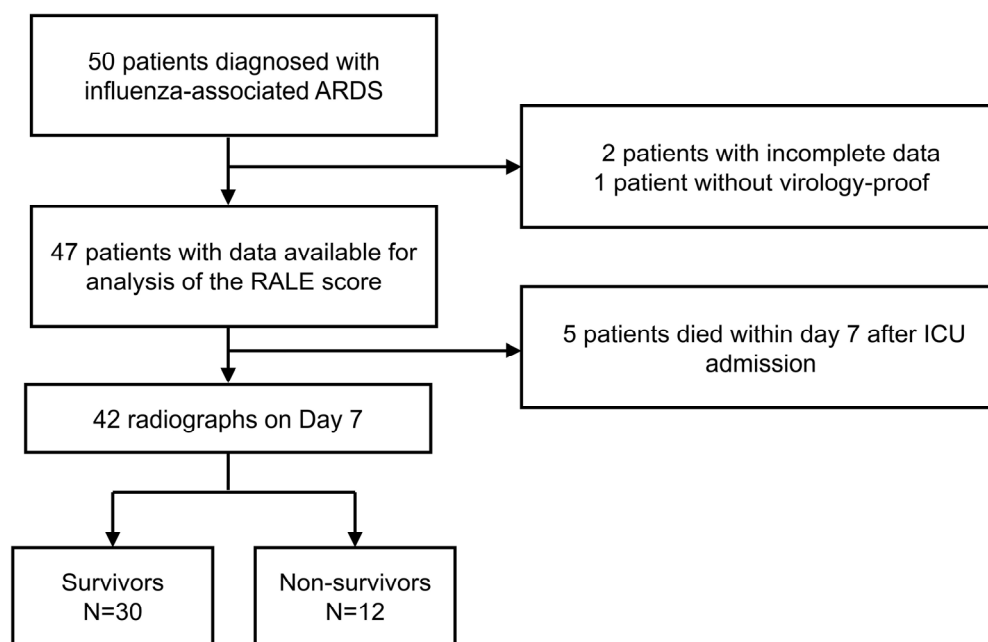 50 patients diagnosed with
influenza-associated ARDS
2 patients with incomplete data
1 patient without virology-proof
47 patients with data available for
analysis of the RALE score
5 patients died within day 7 after ICU
admission
42 radiographs on Day 7
Survivors
N=30
Non-survivors
N=12